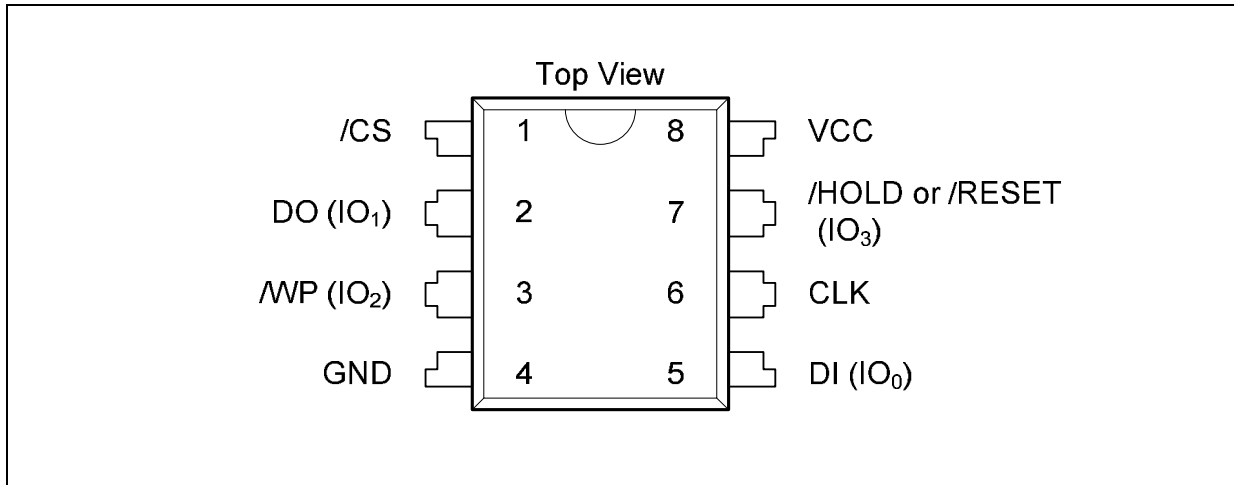 Top View
/CS 1 8 VCC
DO (IO₁) 2 7 /HOLD or /RESET
(IO₃)
/WP (IO₂) 3 6 CLK
GND 4 5 DI (IO₀)